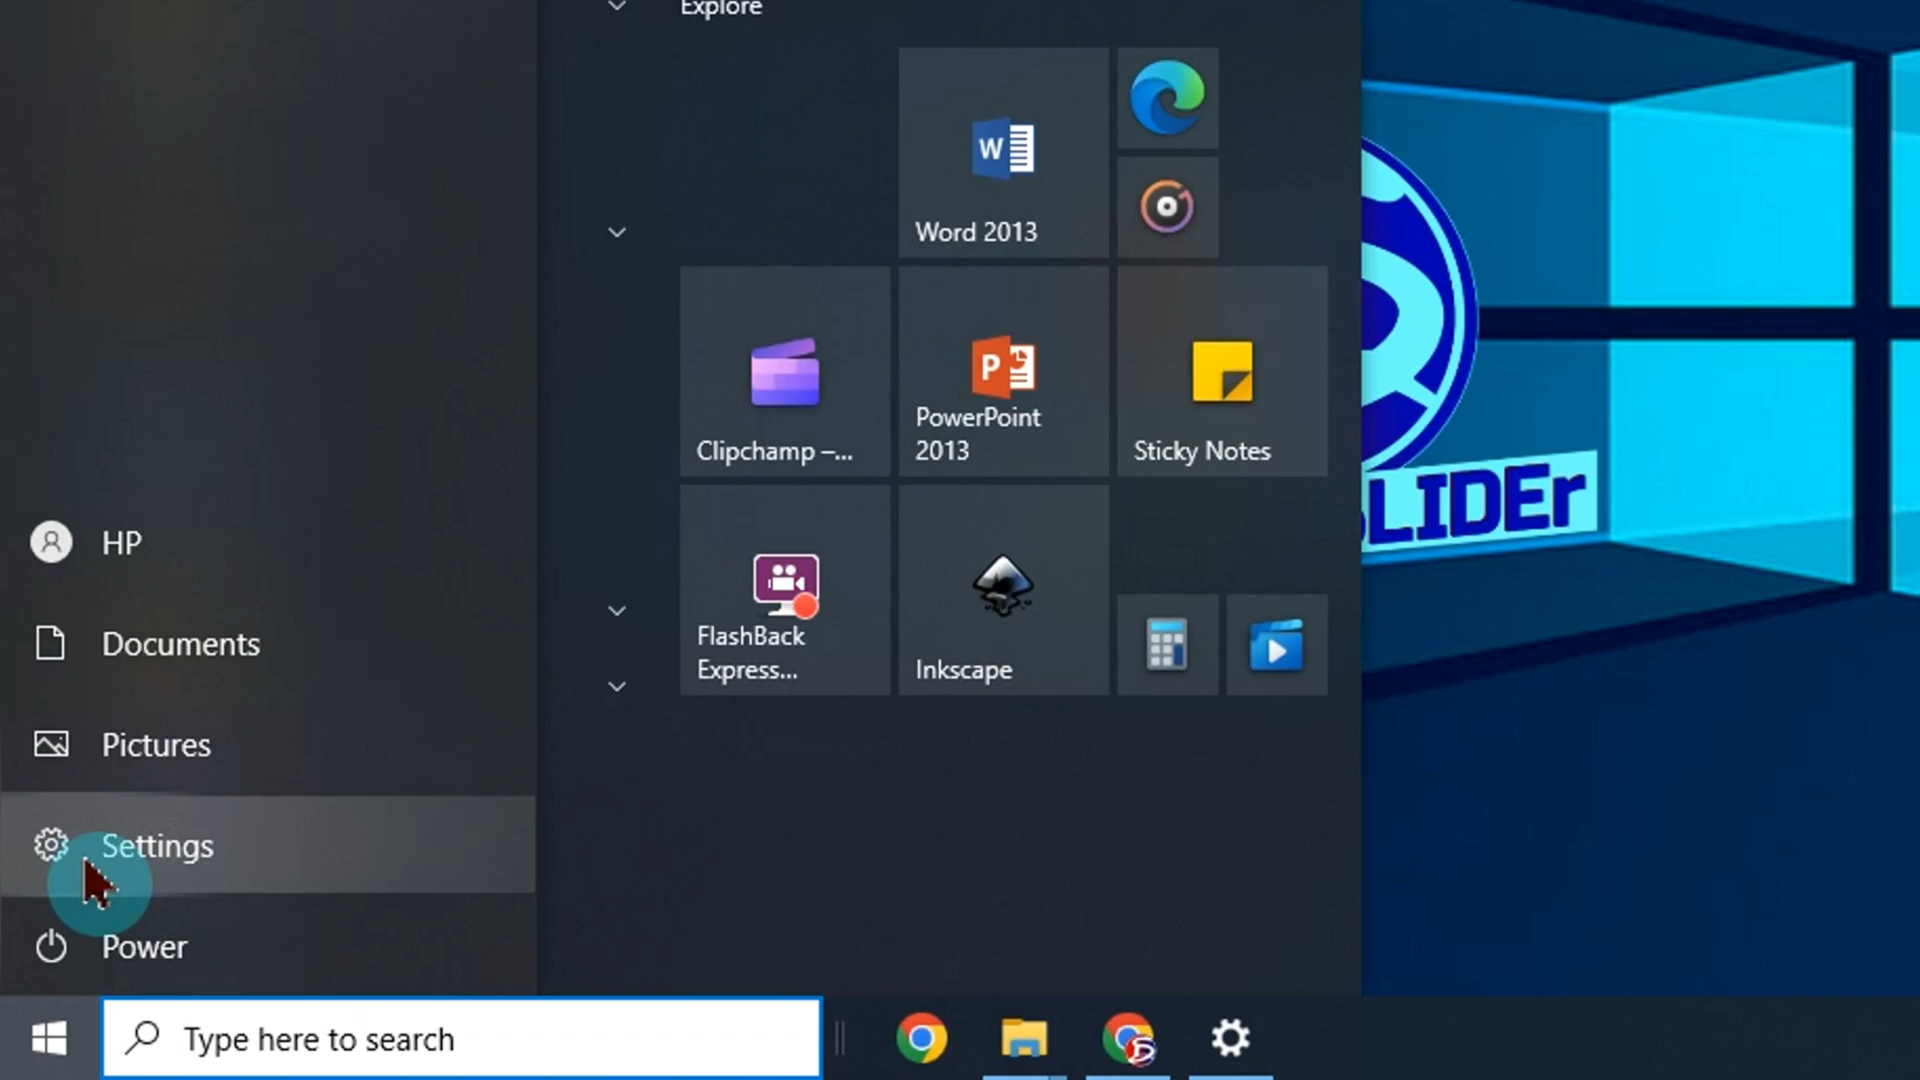 Explore
Word 2013
Clipchamp –...
PowerPoint
2013
Sticky Notes
FlashBack
Express...
Inkscape
HP
Documents
Pictures
Settings
Power
Type here to search
LIDEr